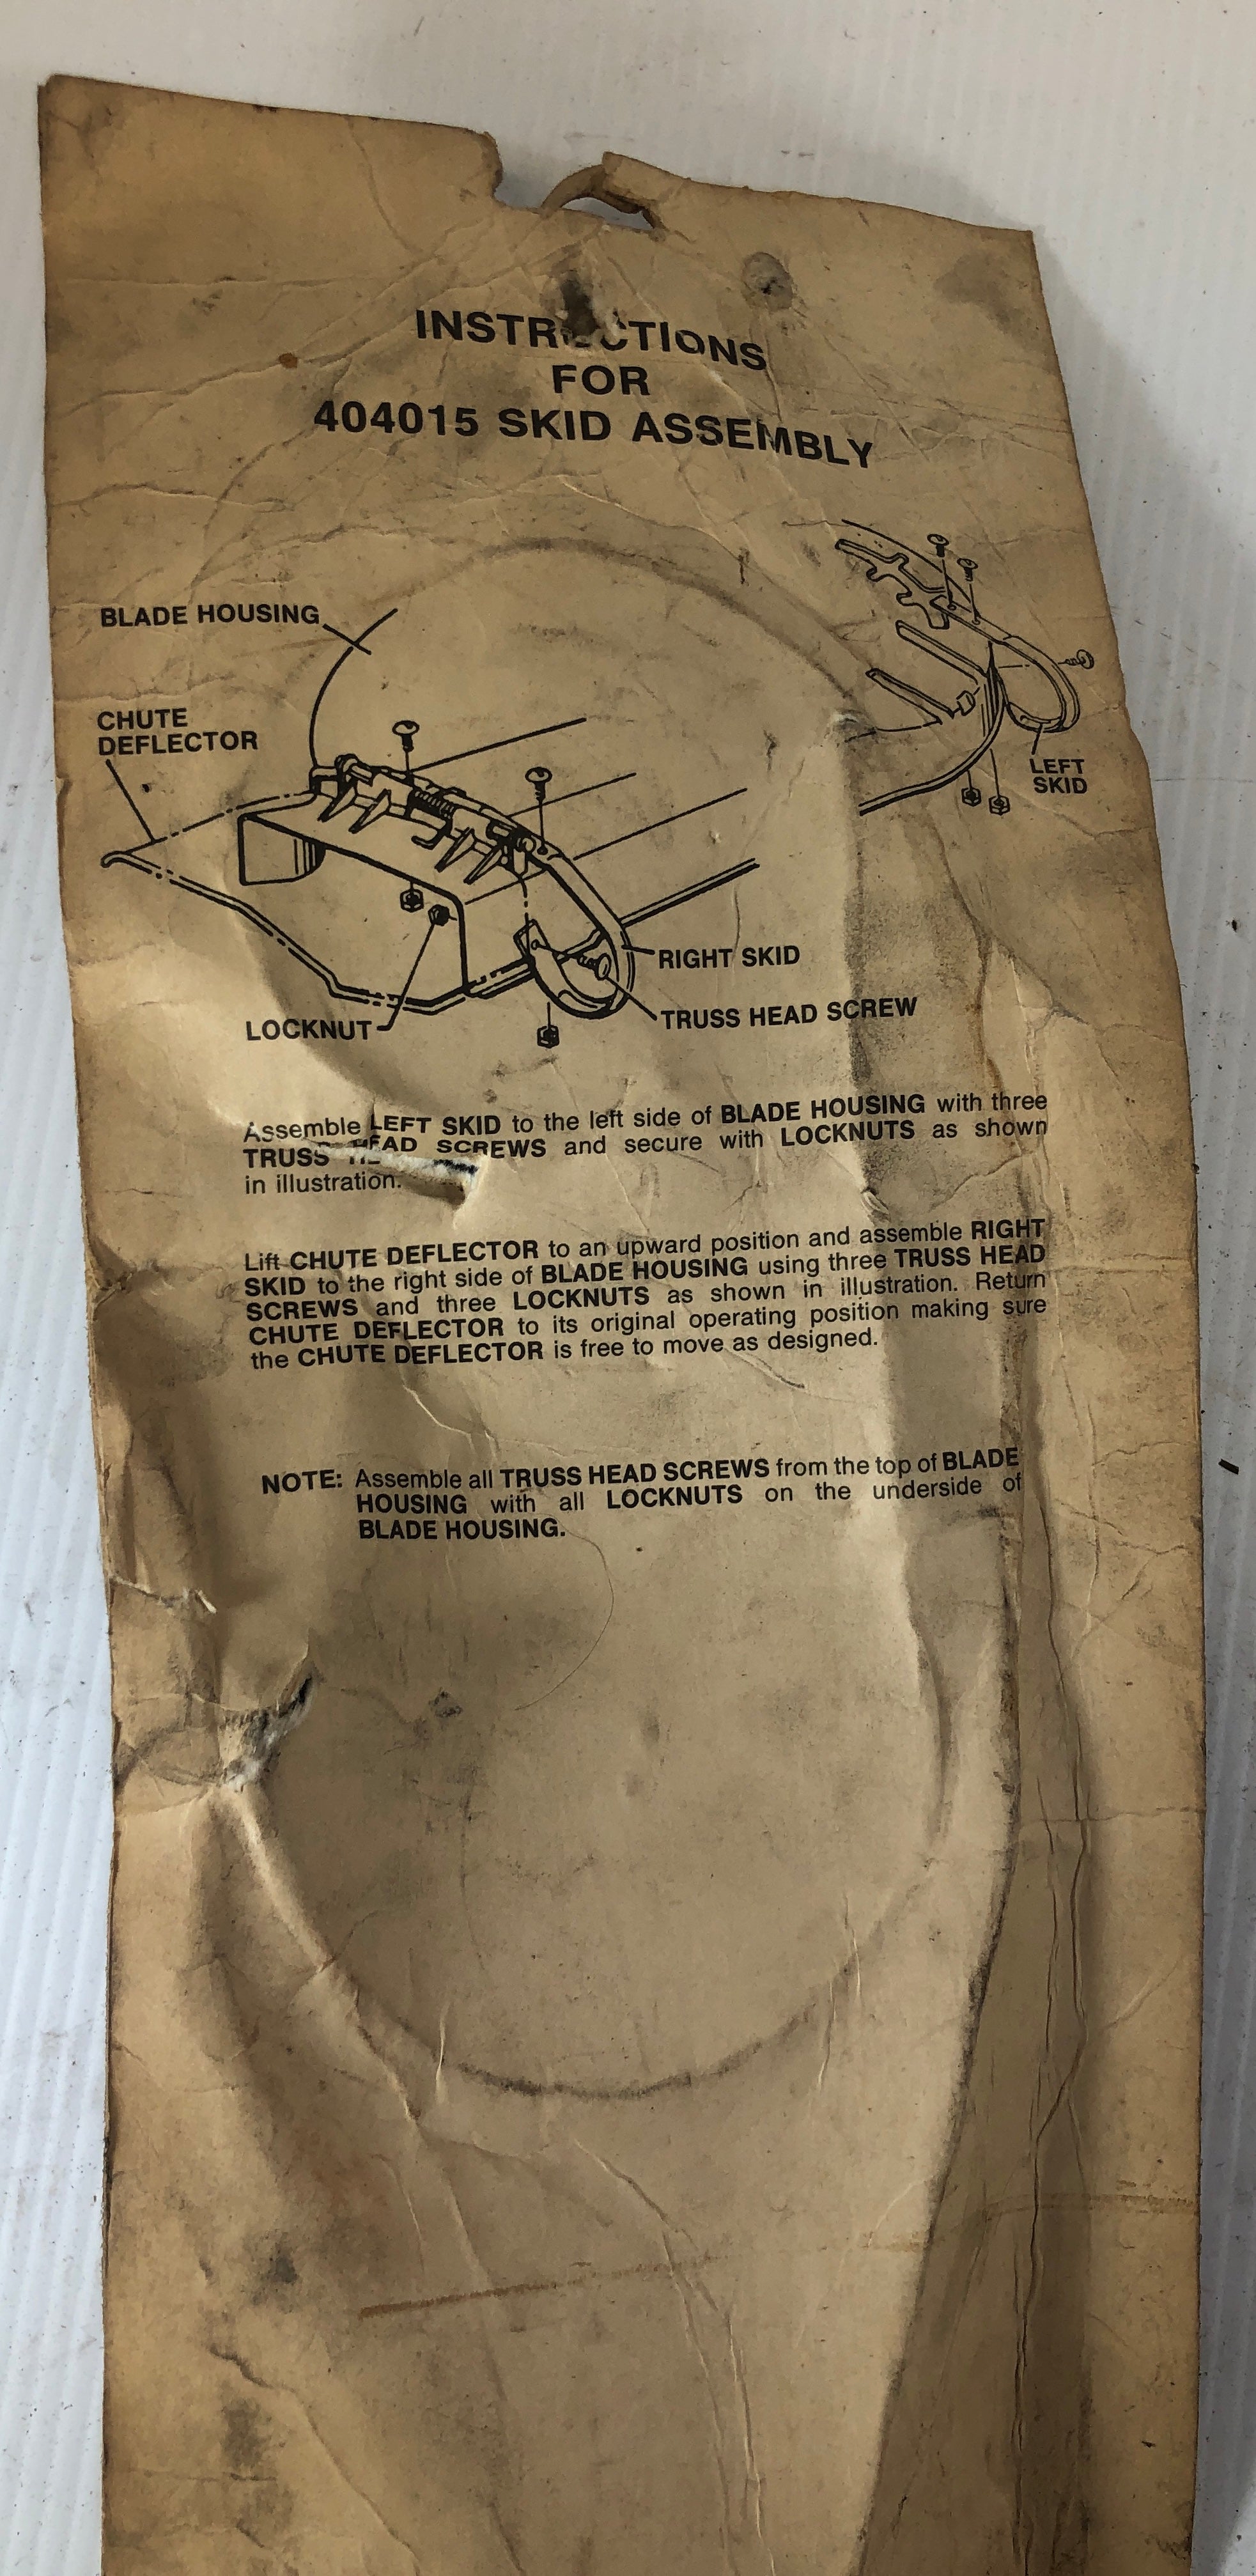 INSTRUCTIONS
FOR
404015 SKID ASSEMBLY
BLADE HOUSING
CHUTE
DEFLECTOR
LEFT
SKID
RIGHT SKID
TRUSS HEAD SCREW
LOCKNUT
Assemble LEFT SKID to the left side of BLADE HOUSING with three
TRUSS HEAD SCREWS and secure with LOCKNUTS as shown
in illustration.
Lift CHUTE DEFLECTOR to an upward position and assemble RIGHT
SKID to the right side of BLADE HOUSING using three TRUSS HEAD
SCREWS and three LOCKNUTS as shown in illustration. Return
CHUTE DEFLECTOR to its original operating position making sure
the CHUTE DEFLECTOR is free to move as designed.
NOTE: Assemble all TRUSS HEAD SCREWS from the top of BLADE
HOUSING with all LOCKNUTS on the underside of
BLADE HOUSING.